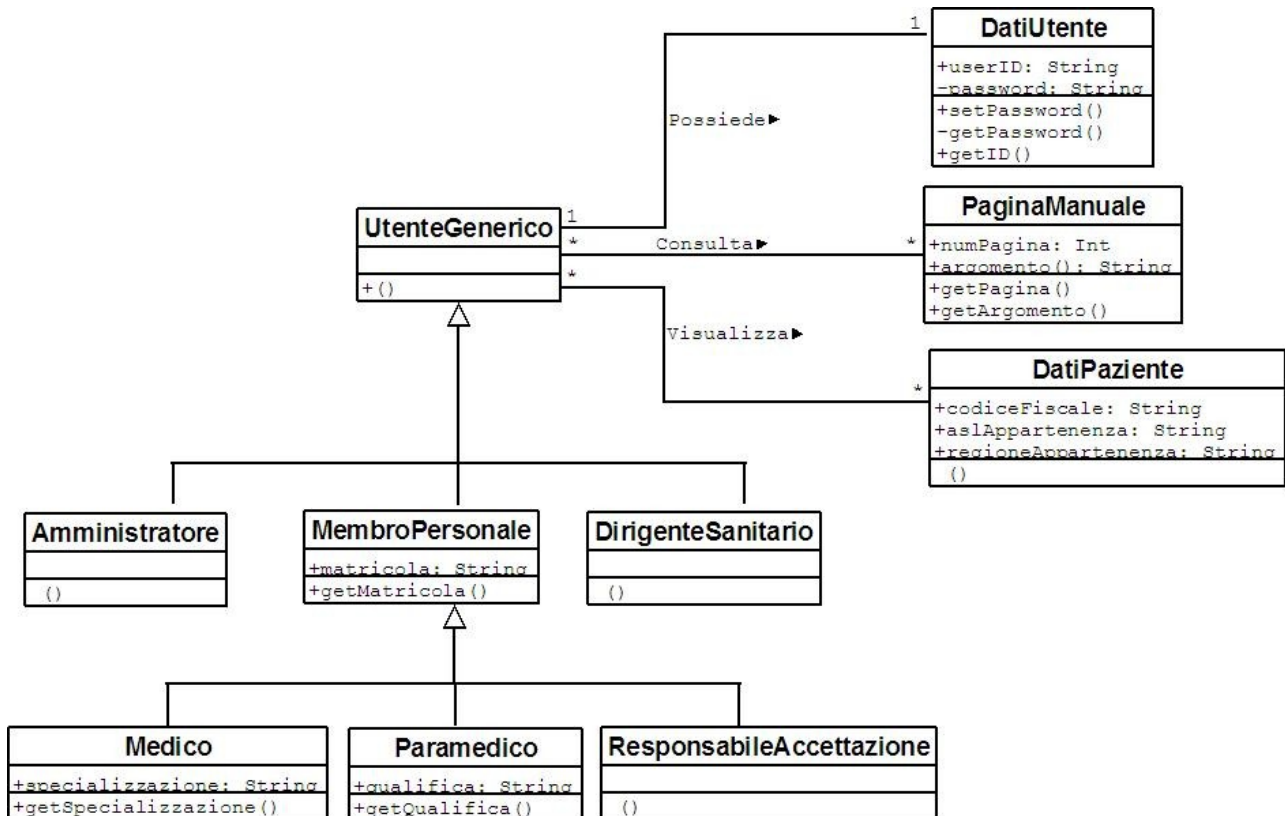 1
DatiUtente
+userID: String
-password: String
+setPassword()
-getPassword()
+getID()
Possiede►
UtenteGenerico
+()
1
*
Consulta►
*
*
PaginaManuale
+numPagina: Int
+argomento(): String
+getPagina()
+getArgomento()
Visualizza►
*
DatiPaziente
+codiceFiscale: String
+aslAppartenenza: String
+regioneAppartenenza: String
()
Amministratore
()
MembroPersonale
+matricola: String
+getMatricola()
DirigenteSanitario
()
Medico
+specializzazione: String
+getSpecializzazione()
Paramedico
+qualifica: String
+getQualifica()
ResponsabileAccettazione
()